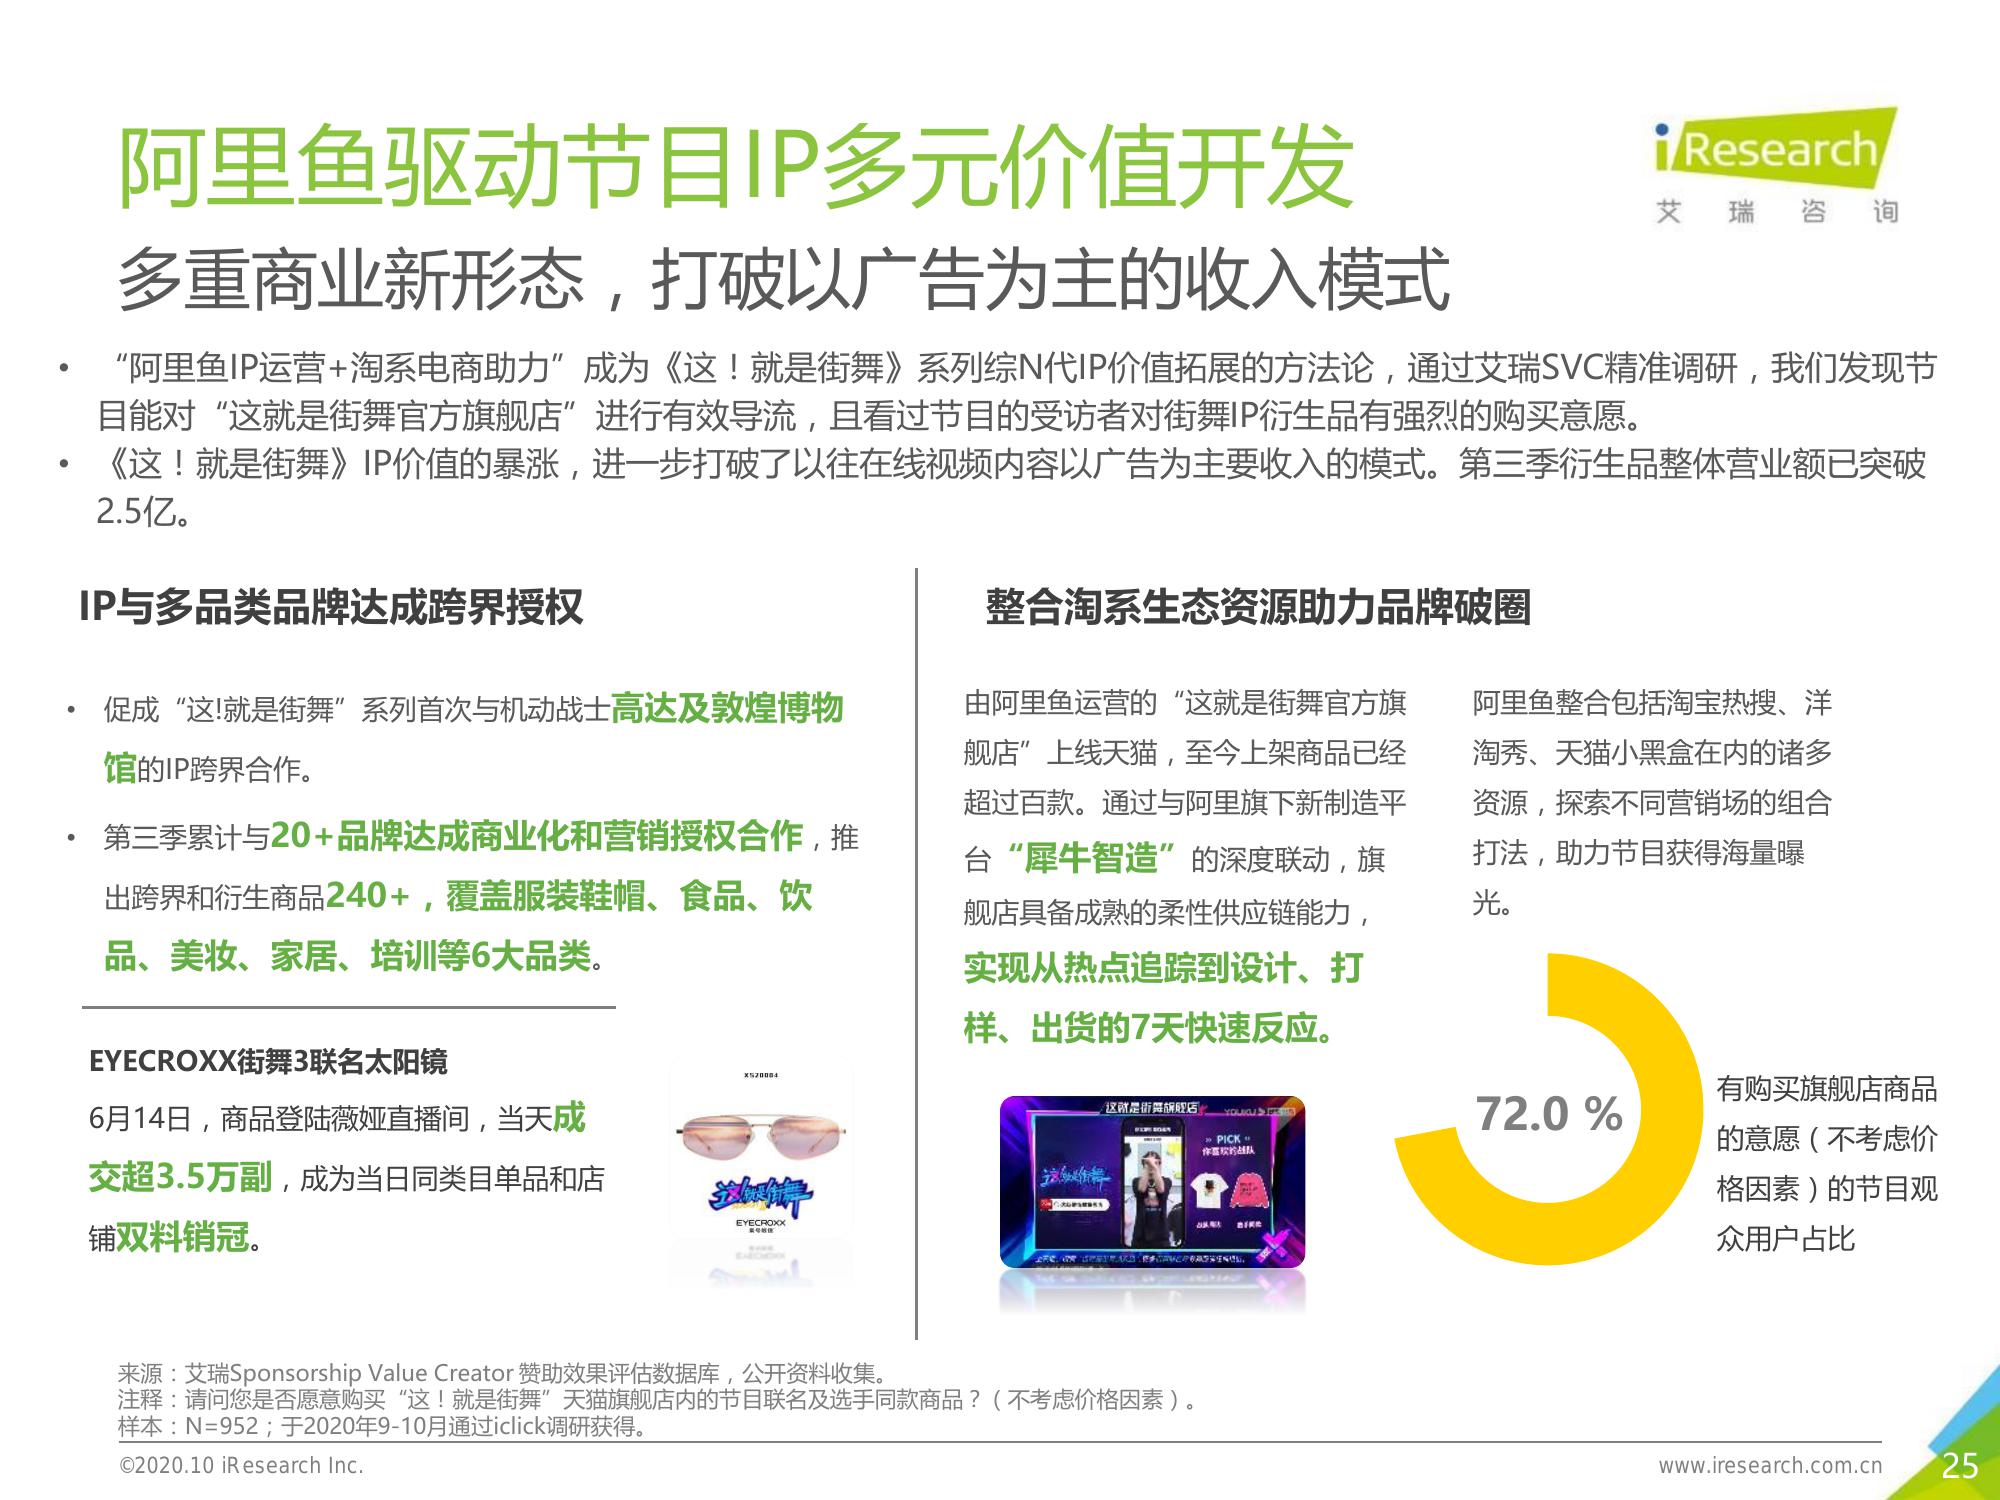 阿里鱼驱动节目IP多元价值开发
iResearch
艾瑞咨询
多重商业新形态，打破以广告为主的收入模式
• “阿里鱼IP运营+淘系电商助力”成为《这！就是街舞》系列综N代IP价值拓展的方法论，通过艾瑞SVC精准调研，我们发现节
目能对“这就是街舞官方旗舰店”进行有效导流，且看过节目的受访者对街舞IP衍生品有强烈的购买意愿。
• 《这！就是街舞》IP价值的暴涨，进一步打破了以往在线视频内容以广告为主要收入的模式。第三季衍生品整体营业额已突破
2.5亿。
IP与多品类品牌达成跨界授权
• 促成“这!就是街舞”系列首次与机动战士高达及敦煌博物
馆的IP跨界合作。
• 第三季累计与20+品牌达成商业化和营销授权合作，推
出跨界和衍生商品240+，覆盖服装鞋帽、食品、饮
品、美妆、家居、培训等6大品类。
EYECROXX街舞3联名太阳镜
6月14日，商品登陆薇娅直播间，当天成
交超3.5万副，成为当日同类目单品和店
铺双料销冠。
XS20004
这!就是街舞
EYECROXX
整合淘系生态资源助力品牌破圈
由阿里鱼运营的“这就是街舞官方旗
舰店”上线天猫，至今上架商品已经
超过百款。通过与阿里旗下新制造平
台“犀牛智造”的深度联动，旗
舰店具备成熟的柔性供应链能力，
实现从热点追踪到设计、打
样、出货的7天快速反应。
这就是街舞旗舰店
YOUKU
PICK
你喜欢的战队
这!就是街舞
阿里鱼整合包括淘宝热搜、洋
淘秀、天猫小黑盒在内的诸多
资源，探索不同营销场的组合
打法，助力节目获得海量曝
光。
72.0 %
有购买旗舰店商品
的意愿（不考虑价
格因素）的节目观
众用户占比
来源：艾瑞Sponsorship Value Creator 赞助效果评估数据库，公开资料收集。
注释：请问您是否愿意购买“这！就是街舞”天猫旗舰店内的节目联名及选手同款商品？（不考虑价格因素）。
样本：N=952；于2020年9-10月通过iclick调研获得。
©2020.10 iResearch Inc.
www.iresearch.com.cn
25